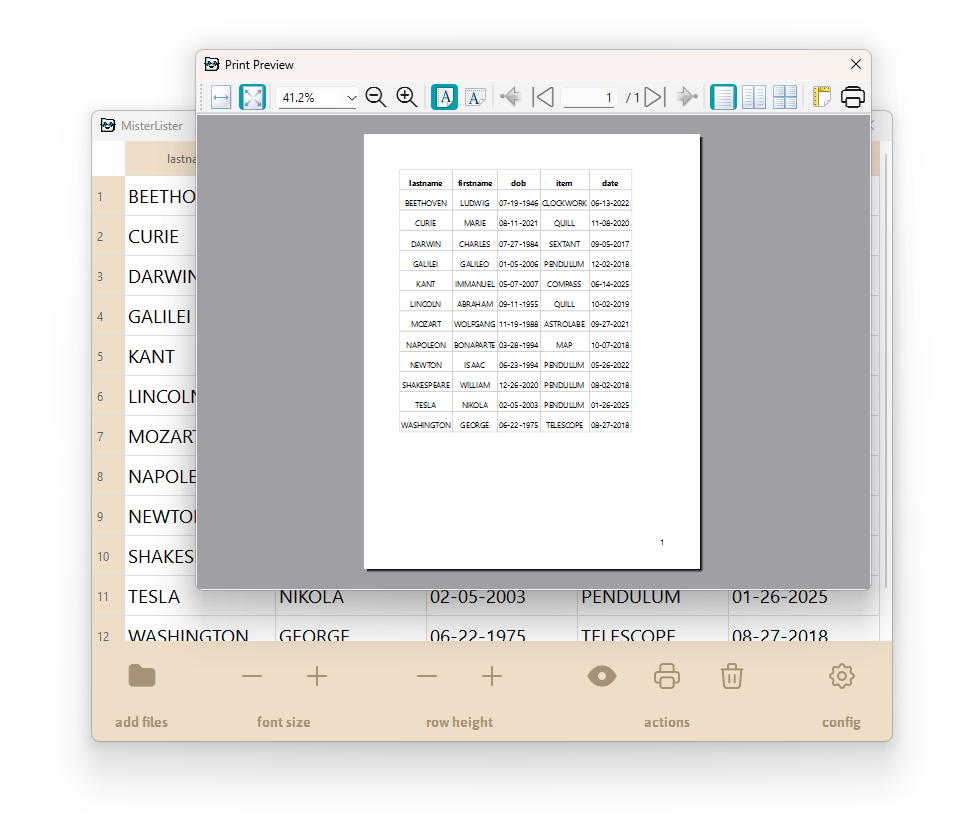 Print Preview
41.2% A A 1 / 1
MisterLister
lastna
lastname firstname dob item date
BEETHOVEN LUDWIG 07-19-1946 CLOCKWORK 06-13-2022
CURIE MARIE 08-11-2021 QUILL 11-08-2020
DARWIN CHARLES 07-27-1984 SEXTANT 09-05-2017
GALILEI GALILEO 01-05-2006 PENDULUM 12-02-2018
KANT IMMANUEL 05-07-2007 COMPASS 06-14-2025
LINCOLN ABRAHAM 09-11-1955 QUILL 10-02-2019
MOZART WOLFGANG 11-19-1988 ASTROLABE 09-27-2021
NAPOLEON BONAPARTE 03-28-1994 MAP 10-07-2018
NEWTON ISAAC 06-23-1994 PENDULUM 05-26-2022
SHAKESPEARE WILLIAM 12-26-2020 PENDULUM 08-02-2018
TESLA NIKOLA 02-05-2003 PENDULUM 01-26-2025
WASHINGTON GEORGE 06-22-1975 TELESCOPE 08-27-2018
1
1 BEETHO
2 CURIE
3 DARWIN
4 GALILEI
5 KANT
6 LINCOLN
7 MOZART
8 NAPOLE
9 NEWTO
10 SHAKES
11 TESLA NIKOLA 02-05-2003 PENDULUM 01-26-2025
12 WASHINGTON GEORGE 06-22-1975 TELESCOPE 08-27-2018
add files font size row height actions config